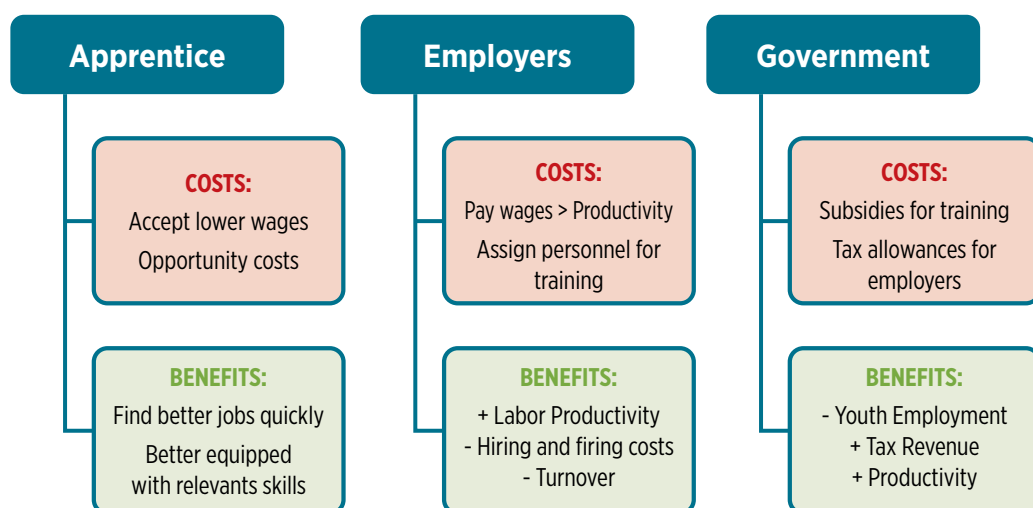 Apprentice
COSTS:
Accept lower wages
Opportunity costs
BENEFITS:
Find better jobs quickly
Better equipped
with relevants skills
Employers
COSTS:
Pay wages > Productivity
Assign personnel for
training
BENEFITS:
+ Labor Productivity
- Hiring and firing costs
- Turnover
Government
COSTS:
Subsidies for training
Tax allowances for
employers
BENEFITS:
- Youth Employment
+ Tax Revenue
+ Productivity